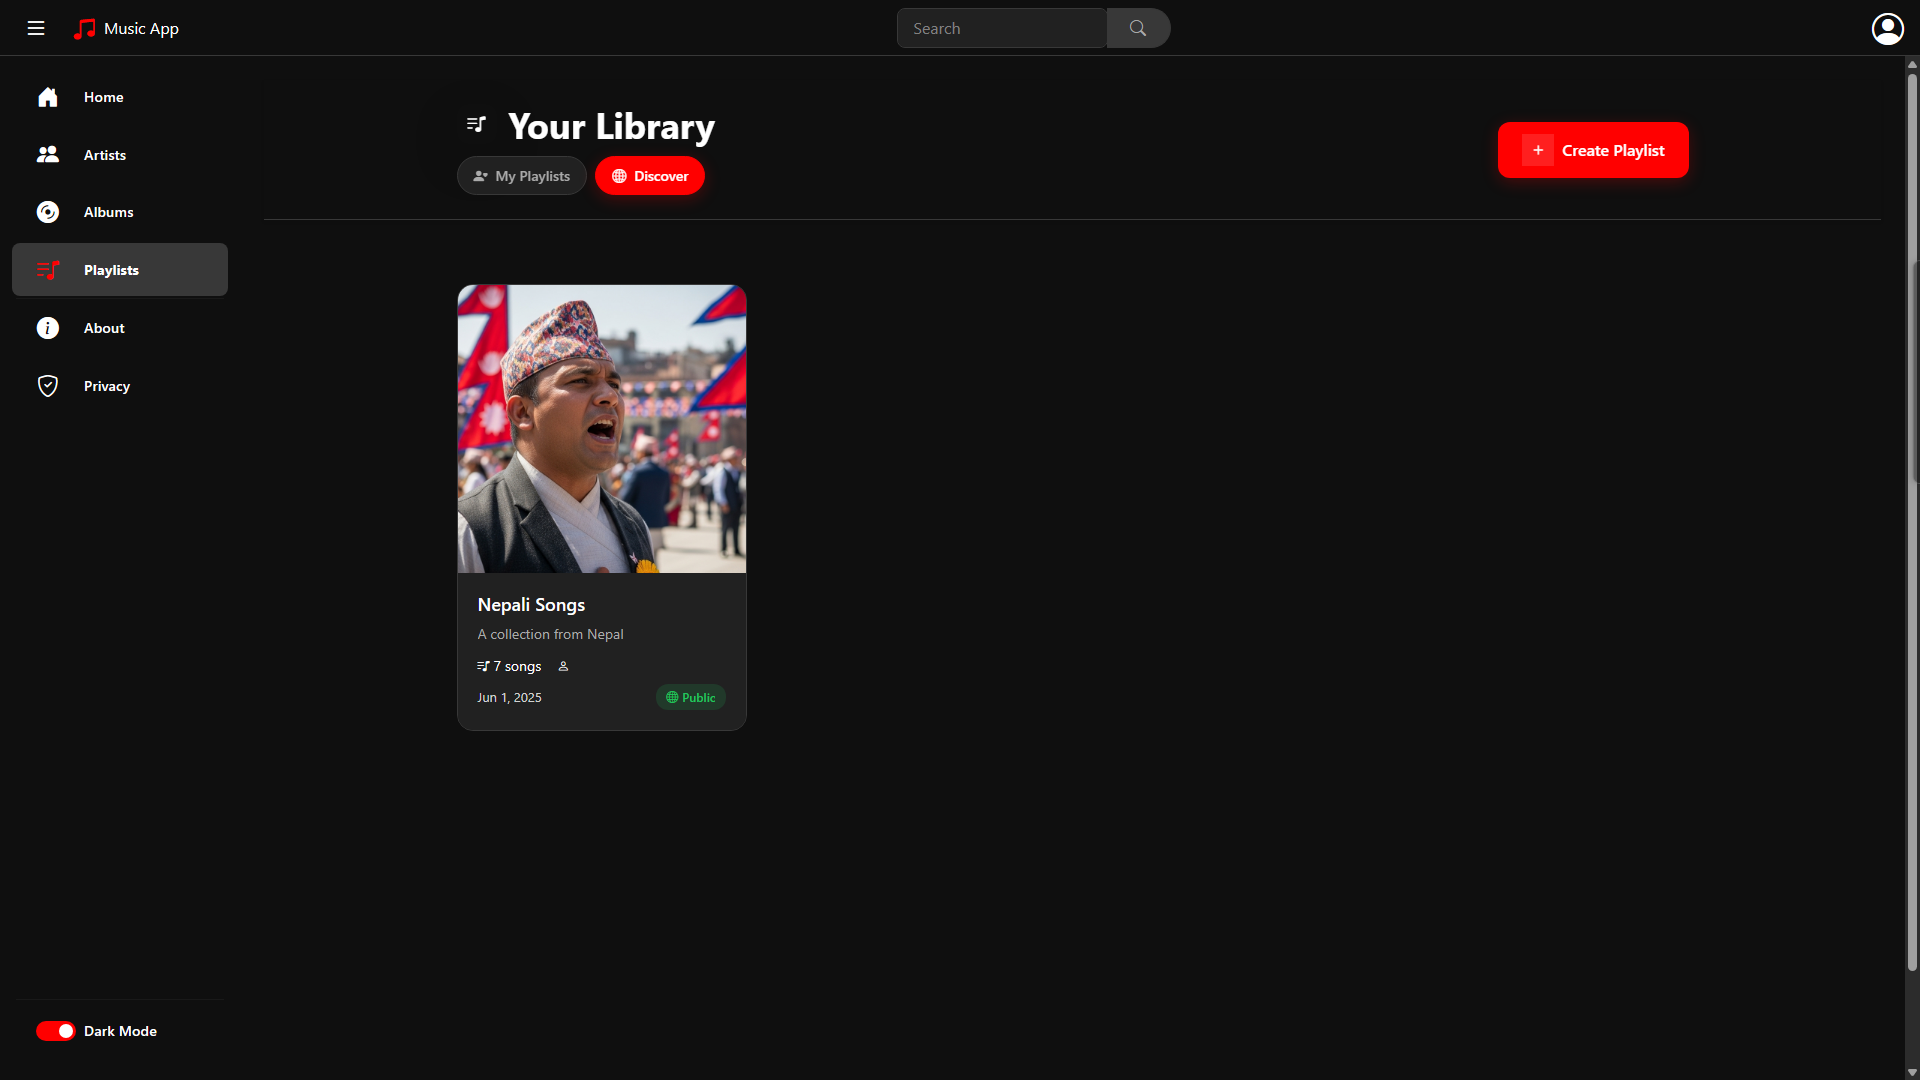 Music App
Search
Home
Artists
Albums
Playlists
About
Privacy
Dark Mode
Your Library
My Playlists
Discover
+ Create Playlist
Nepali Songs
A collection from Nepal
7 songs
Jun 1, 2025
Public